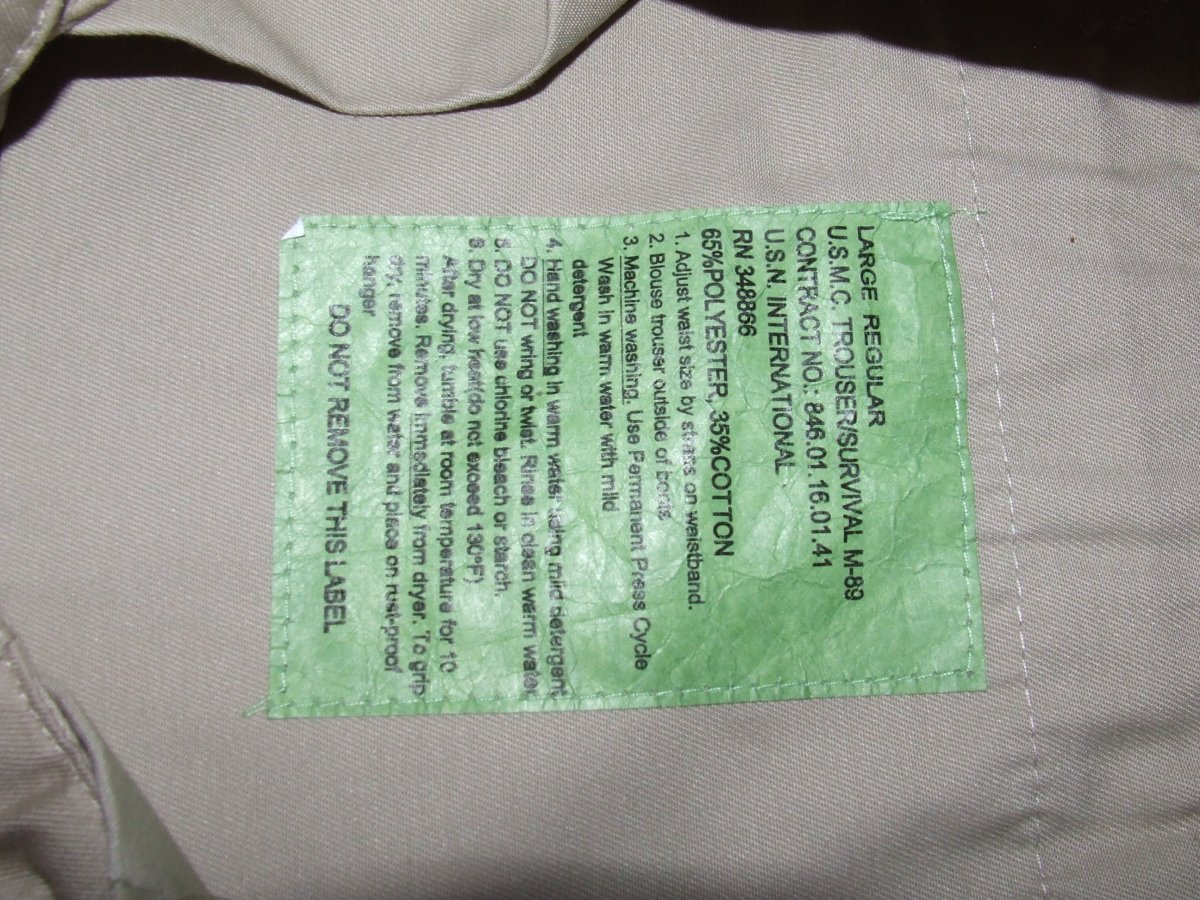 LARGE REGULAR
U.S.M.C. TROUSER/SURVIVAL M-89
CONTRACT NO.: 846.01.16.01.41
U.S.N. INTERNATIONAL
RN 348866
65%POLYESTER, 35%COTTON
1. Adjust waist size by straps on waistband.
2. Blouse trouser outside of boots
3. Machine washing. Use Permanent Press Cycle
Wash in warm water with mild
detergent
4. Hand washing in warm water using mild detergent
DO NOT wring or twist. Rinse in clean warm water
5. DO NOT use chlorine bleach or starch.
6. Dry at low heat(do not exceed 130°F)
After drying, tumble at room temperature for 10
minutes. Remove immediately from dryer. To grip
dry, remove from water and place on rust-proof
hanger
DO NOT REMOVE THIS LABEL